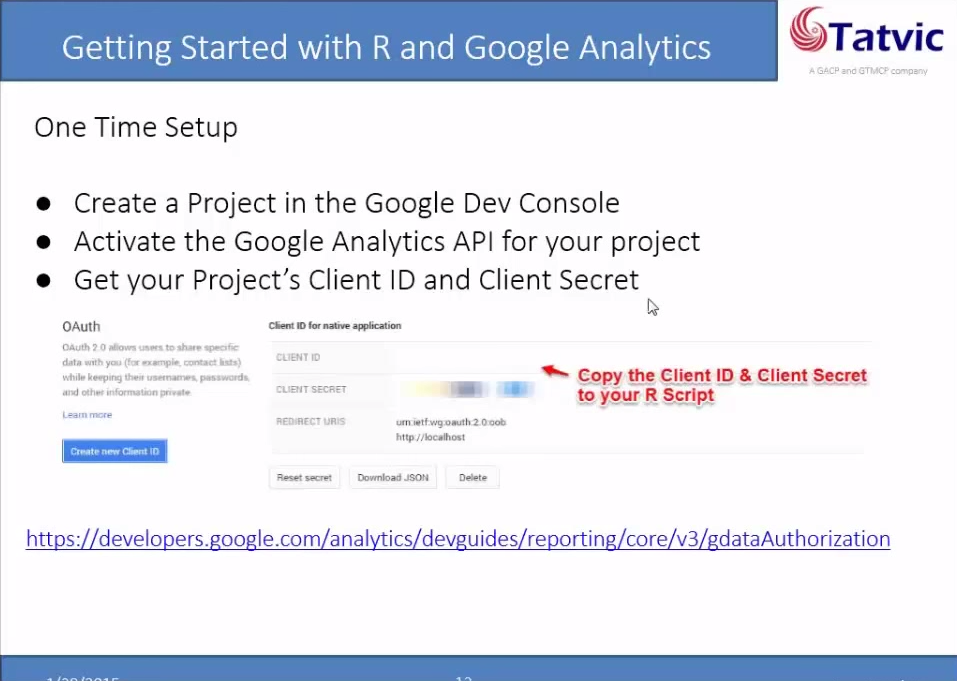 Getting Started with R and Google Analytics
Tatvic
A GACP and GTMCP company
One Time Setup
● Create a Project in the Google Dev Console
● Activate the Google Analytics API for your project
● Get your Project's Client ID and Client Secret
OAuth
OAuth 2.0 allows users to share specific
data with you (for example, contact lists)
while keeping their usernames, passwords,
and other information private.
Learn more
Create new Client ID
Client ID for native application
CLIENT ID
CLIENT SECRET
REDIRECT URIS
urn:ietf:wg:oauth:2.0:oob
http://localhost
Copy the Client ID & Client Secret
to your R Script
Reset secret
Download JSON
Delete
https://developers.google.com/analytics/devguides/reporting/core/v3/gdataAuthorization